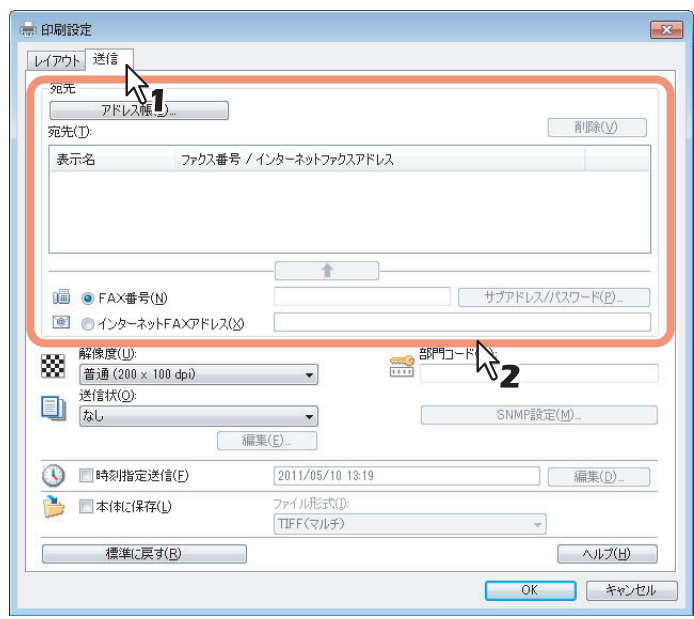 印刷設定
レイアウト 送信
1
宛先
アドレス帳
宛先(T):
削除(V)
表示名 ファクス番号 / インターネットファクスアドレス
FAX番号(N)
サブアドレス/パスワード(P)...
インターネットFAXアドレス(X)
2
解像度(U):
部門コード
普通 (200 x 100 dpi)
送信状(O):
なし
SNMP設定(M)...
編集(E)...
時刻指定送信(F) 2011/05/10 13:19 編集(D)...
本体に保存(L)
ファイル形式(I):
TIFF(マルチ)
標準に戻す(R)
ヘルプ(H)
OK キャンセル